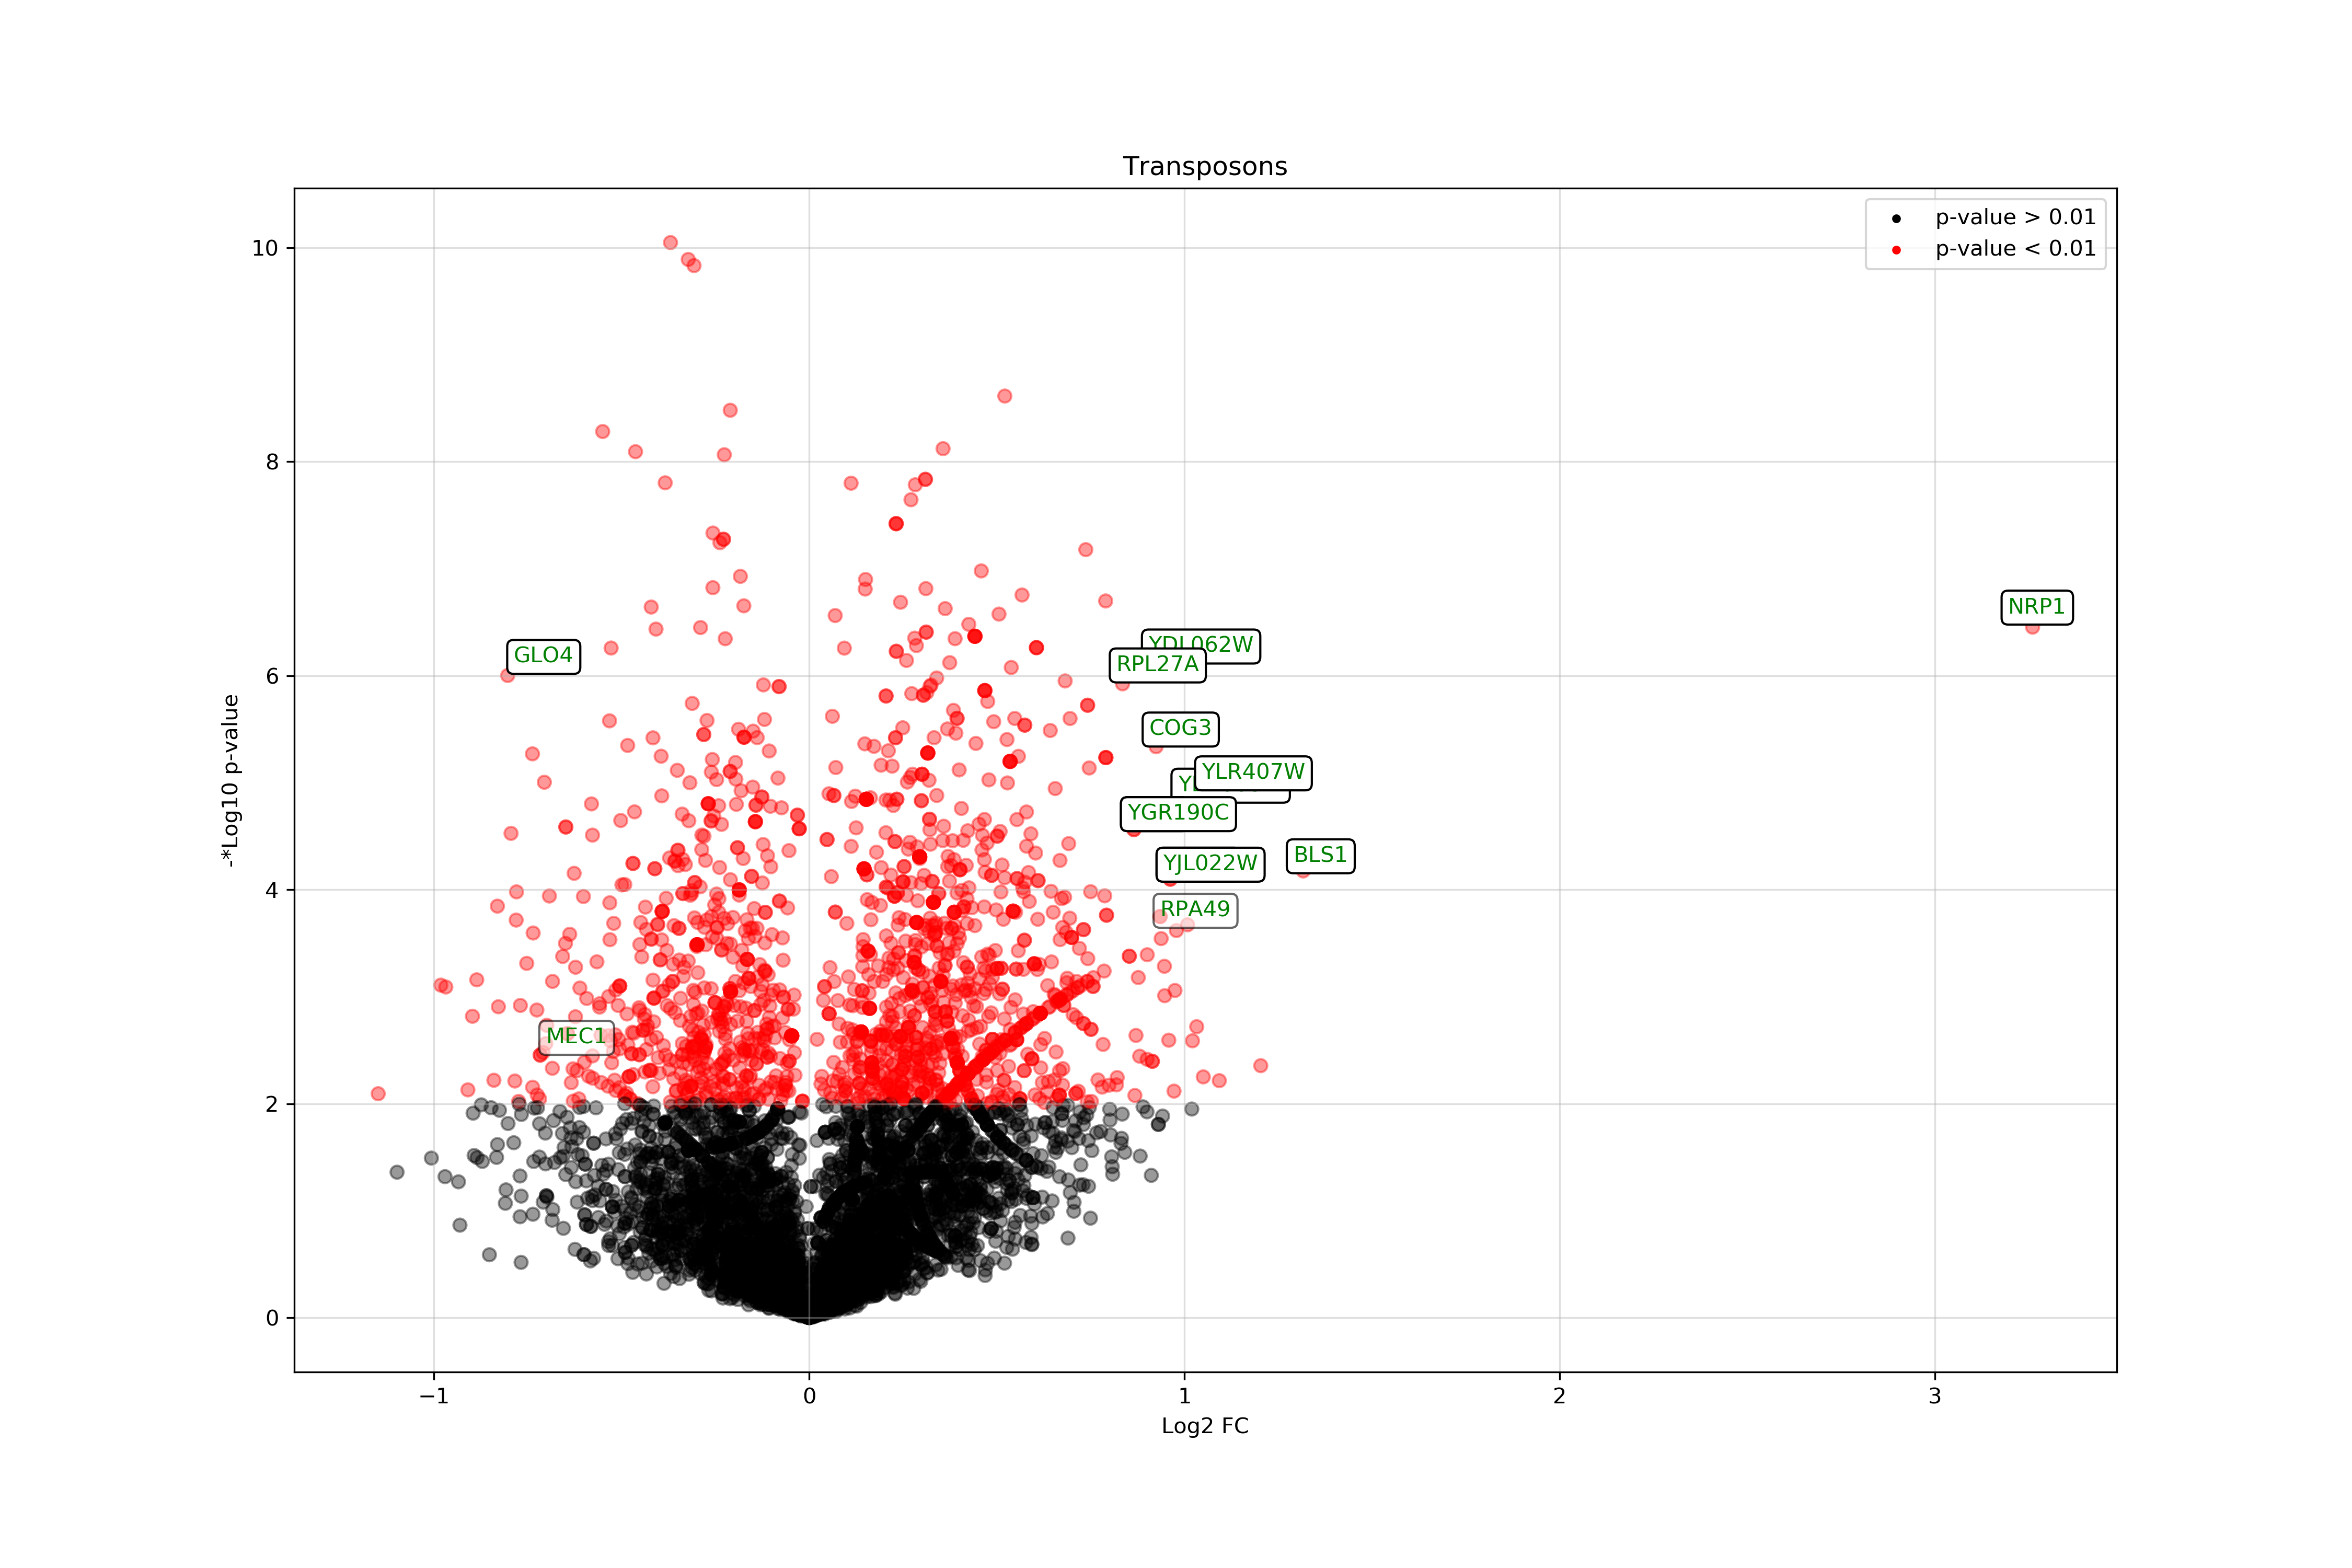 Transposons
p-value > 0.01
p-value < 0.01
10
8
6
4
2
0
-*Log10 p-value
NRP1
YDL062W
GLO4
RPL27A
COG3
YLR407W
YGR190C
YJL022W
BLS1
RPA49
MEC1
−1
0
1
2
3
Log2 FC